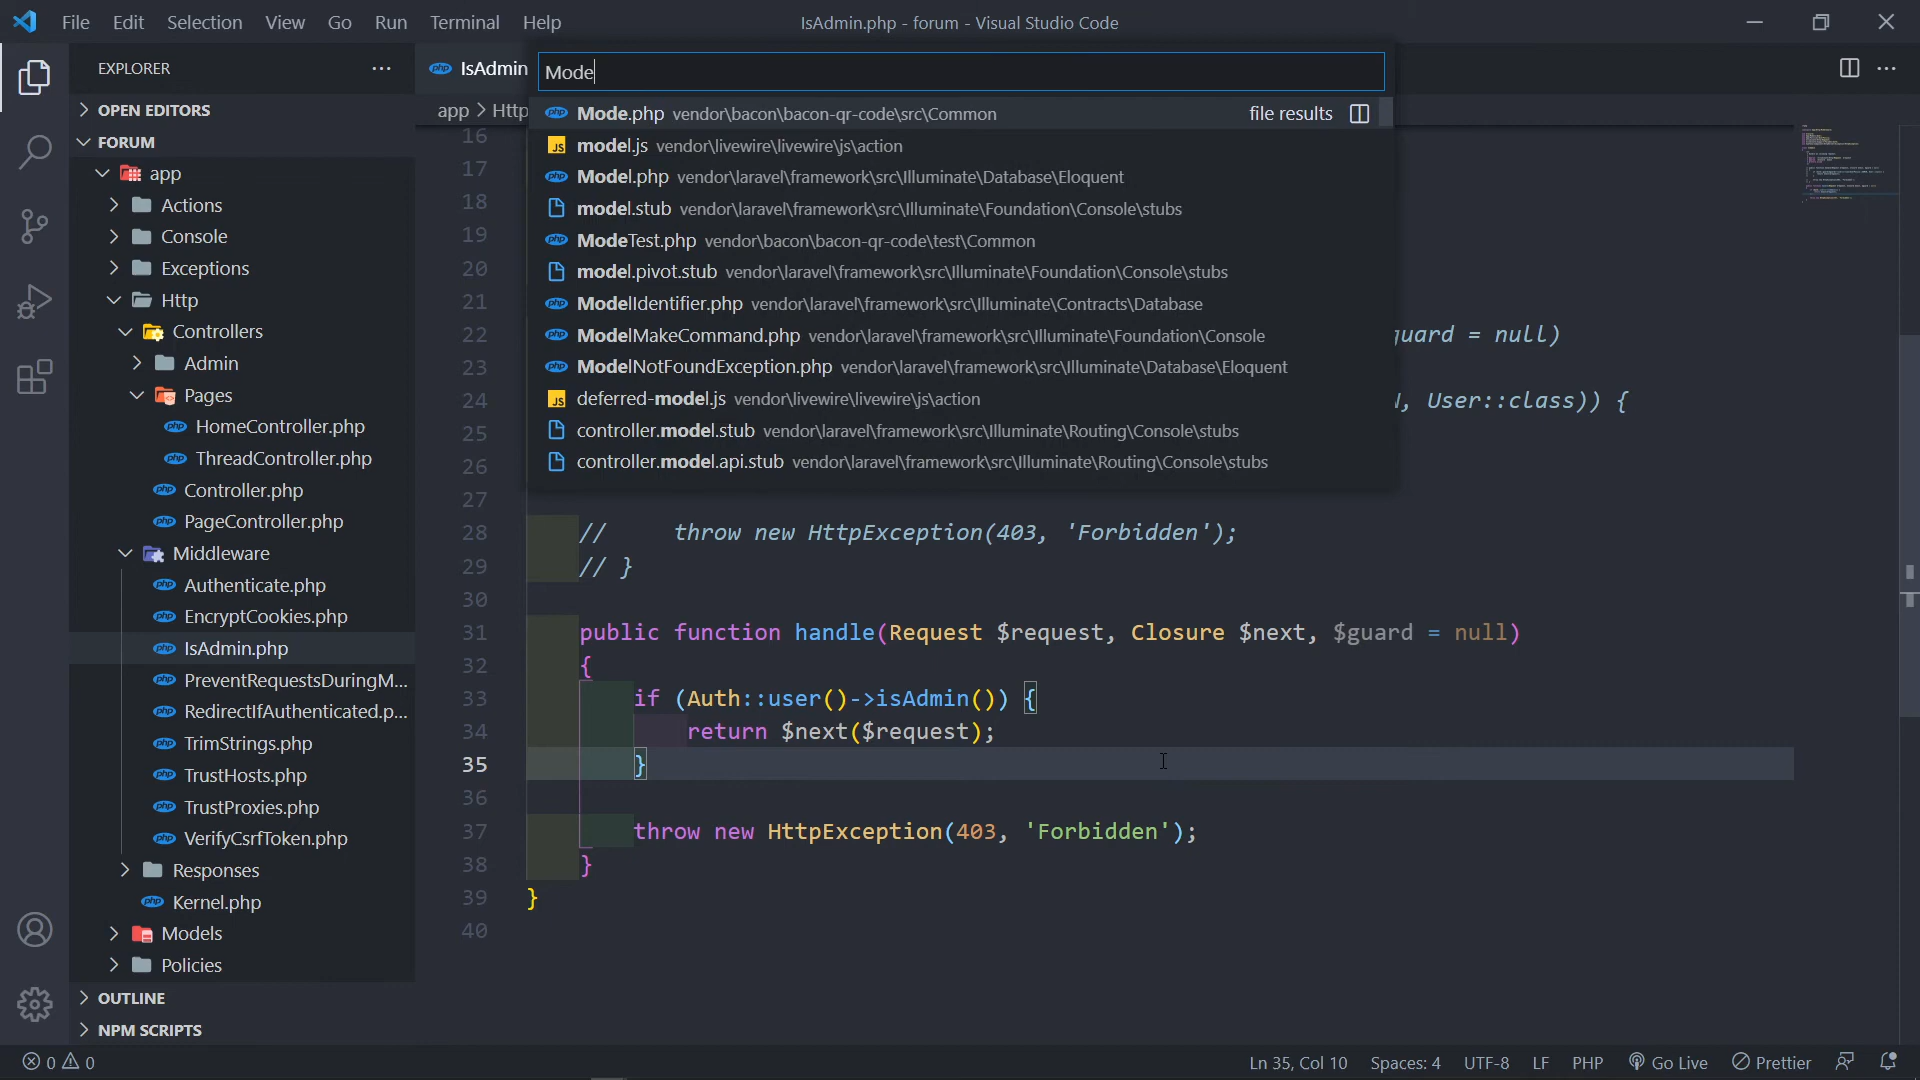 File Edit Selection View Go Run Terminal Help
IsAdmin.php - forum - Visual Studio Code
EXPLORER
OPEN EDITORS
FORUM
app
Actions
Console
Exceptions
Http
Controllers
Admin
Pages
HomeController.php
ThreadController.php
Controller.php
PageController.php
Middleware
Authenticate.php
EncryptCookies.php
IsAdmin.php
PreventRequestsDuringM...
RedirectIfAuthenticated.p...
TrimStrings.php
TrustHosts.php
TrustProxies.php
VerifyCsrfToken.php
Responses
Kernel.php
Models
Policies
OUTLINE
NPM SCRIPTS
php IsAdmin
app > Http
Mode
Mode.php vendor\bacon\bacon-qr-code\src\Common file results
model.js vendor\livewire\livewire\js\action
Model.php vendor\laravel\framework\src\Illuminate\Database\Eloquent
model.stub vendor\laravel\framework\src\Illuminate\Foundation\Console\stubs
ModeTest.php vendor\bacon\bacon-qr-code\test\Common
model.pivot.stub vendor\laravel\framework\src\Illuminate\Foundation\Console\stubs
ModelIdentifier.php vendor\laravel\framework\src\Illuminate\Contracts\Database
ModelMakeCommand.php vendor\laravel\framework\src\Illuminate\Foundation\Console
ModelNotFoundException.php vendor\laravel\framework\src\Illuminate\Database\Eloquent
deferred-model.js vendor\livewire\livewire\js\action
controller.model.stub vendor\laravel\framework\src\Illuminate\Routing\Console\stubs
controller.model.api.stub vendor\laravel\framework\src\Illuminate\Routing\Console\stubs
16
17
18
19
20
21
22 guard = null)
23
24 , User::class)) {
25
26
27
28 // throw new HttpException(403, 'Forbidden');
29 // }
30
31 public function handle(Request $request, Closure $next, $guard = null)
32 {
33 if (Auth::user()->isAdmin()) {
34 return $next($request);
35 }
36
37 throw new HttpException(403, 'Forbidden');
38 }
39 }
40
0 0
Ln 35, Col 10 Spaces: 4 UTF-8 LF PHP Go Live Prettier